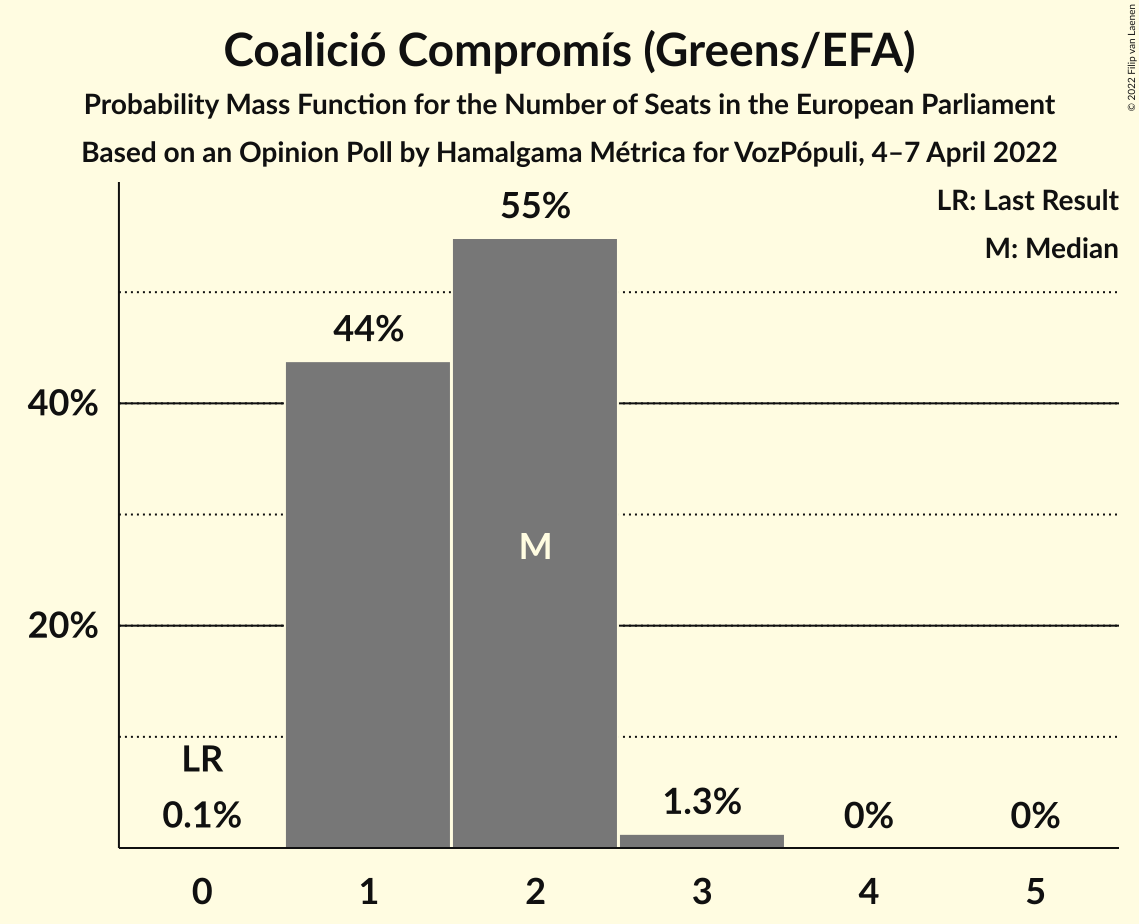 Coalició Compromís (Greens/EFA)
Probability Mass Function for the Number of Seats in the European Parliament
Based on an Opinion Poll by Hamalgama Métrica for VozPópuli, 4–7 April 2022
© 2022 Filip van Laenen
LR: Last Result
M: Median
55%
44%
40%
M
20%
LR
0.1%
1.3%
0%
0%
0
1
2
3
4
5